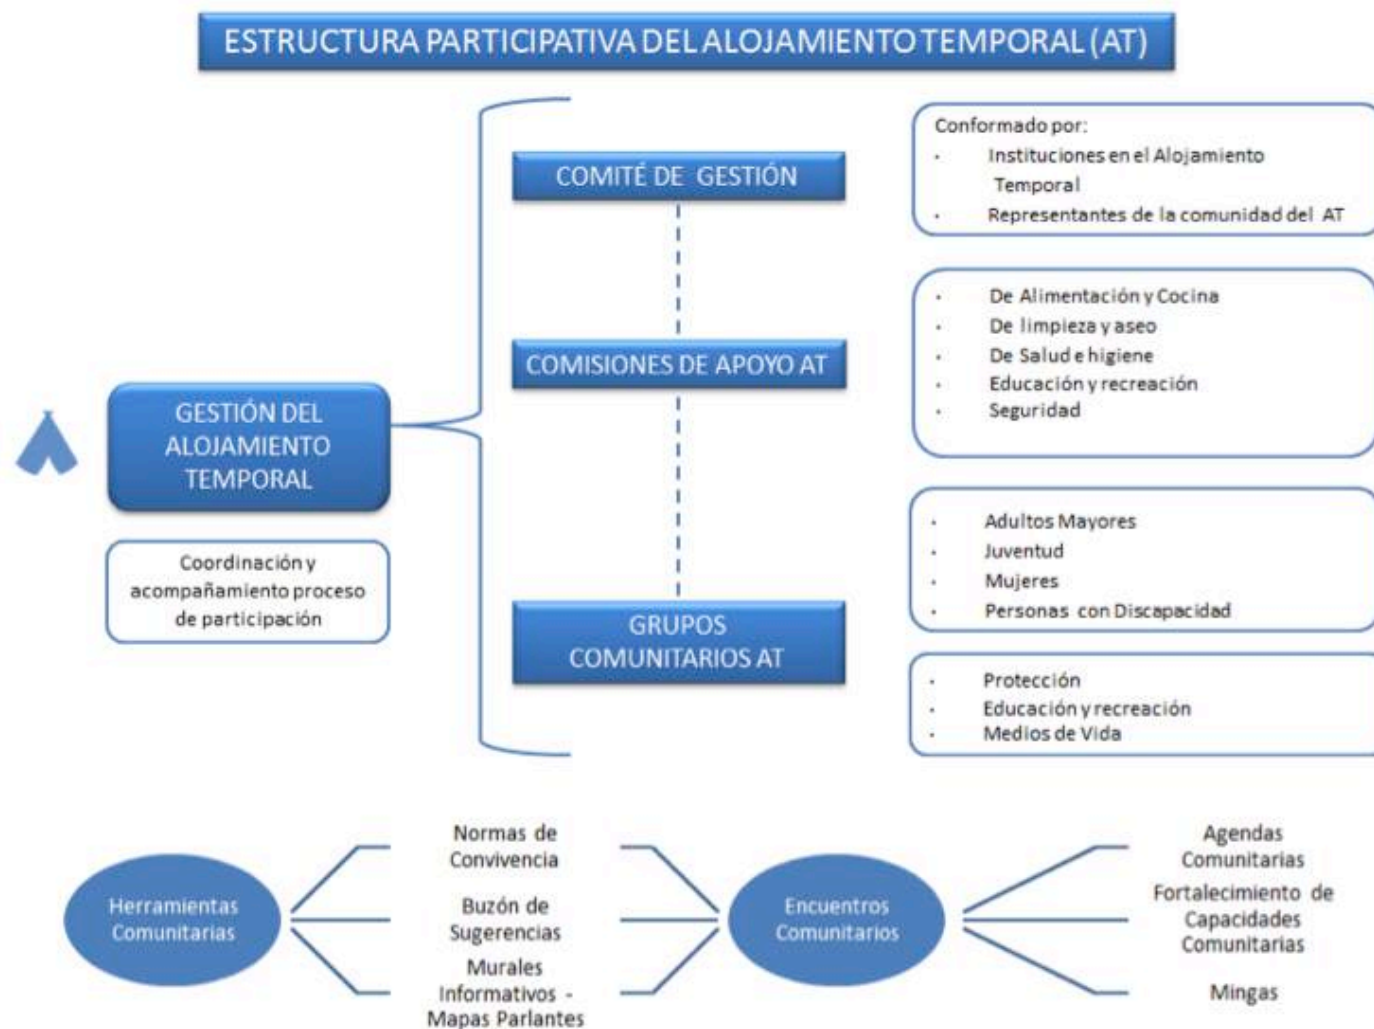 ESTRUCTURA PARTICIPATIVA DEL ALOJAMIENTO TEMPORAL (AT)
GESTIÓN DEL
ALOJAMIENTO
TEMPORAL
Coordinación y
acompañamiento proceso
de participación
COMITÉ DE GESTIÓN
Conformado por:
· Instituciones en el Alojamiento
Temporal
· Representantes de la comunidad del AT
COMISIONES DE APOYO AT
· De Alimentación y Cocina
· De limpieza y aseo
· De Salud e higiene
· Educación y recreación
· Seguridad
GRUPOS
COMUNITARIOS AT
· Adultos Mayores
· Juventud
· Mujeres
· Personas con Discapacidad
· Protección
· Educación y recreación
· Medios de Vida
Herramientas
Comunitarias
Normas de
Convivencia
Buzón de
Sugerencias
Murales
Informativos -
Mapas Parlantes
Encuentros
Comunitarios
Agendas
Comunitarias
Fortalecimiento de
Capacidades
Comunitarias
Mingas